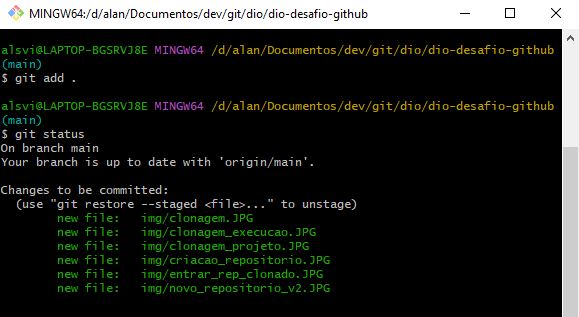 MINGW64:/d/alan/Documentos/dev/git/dio/dio-desafio-github
alsvi@LAPTOP-BGSRVJ8E MINGW64 /d/alan/Documentos/dev/git/dio/dio-desafio-github
(main)
$ git add .
alsvi@LAPTOP-BGSRVJ8E MINGW64 /d/alan/Documentos/dev/git/dio/dio-desafio-github
(main)
$ git status
On branch main
Your branch is up to date with 'origin/main'.
Changes to be committed:
(use "git restore --staged <file>..." to unstage)
new file: img/clonagem.JPG
new file: img/clonagem_execucao.JPG
new file: img/clonagem_projeto.JPG
new file: img/criacao_repositorio.JPG
new file: img/entrar_rep_clonado.JPG
new file: img/novo_repositorio_v2.JPG